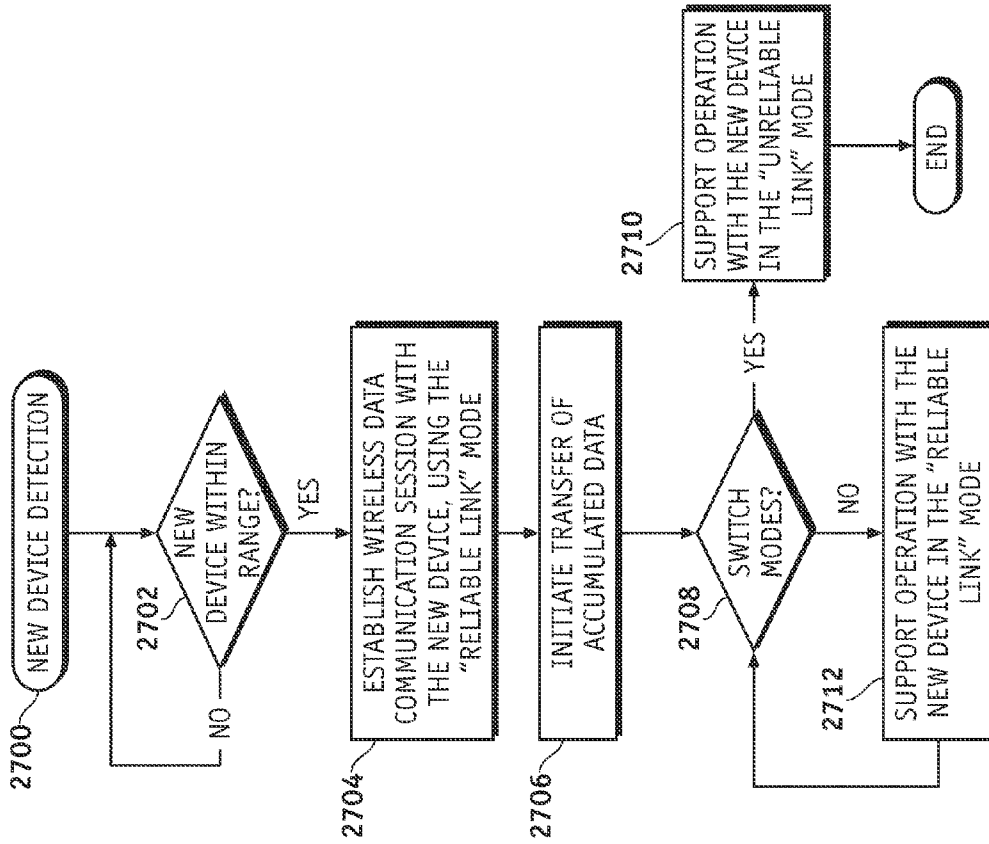 2700
NEW DEVICE DETECTION
2702
NEW
DEVICE WITHIN
RANGE?
NO
YES
2704
ESTABLISH WIRELESS DATA
COMMUNICATION SESSION WITH
THE NEW DEVICE, USING THE
"RELIABLE LINK" MODE
2706
INITIATE TRANSFER OF
ACCUMULATED DATA
2708
SWITCH
MODES?
YES
NO
2710
SUPPORT OPERATION
WITH THE NEW DEVICE
IN THE "UNRELIABLE
LINK" MODE
END
2712
SUPPORT OPERATION WITH THE
NEW DEVICE IN THE "RELIABLE
LINK" MODE